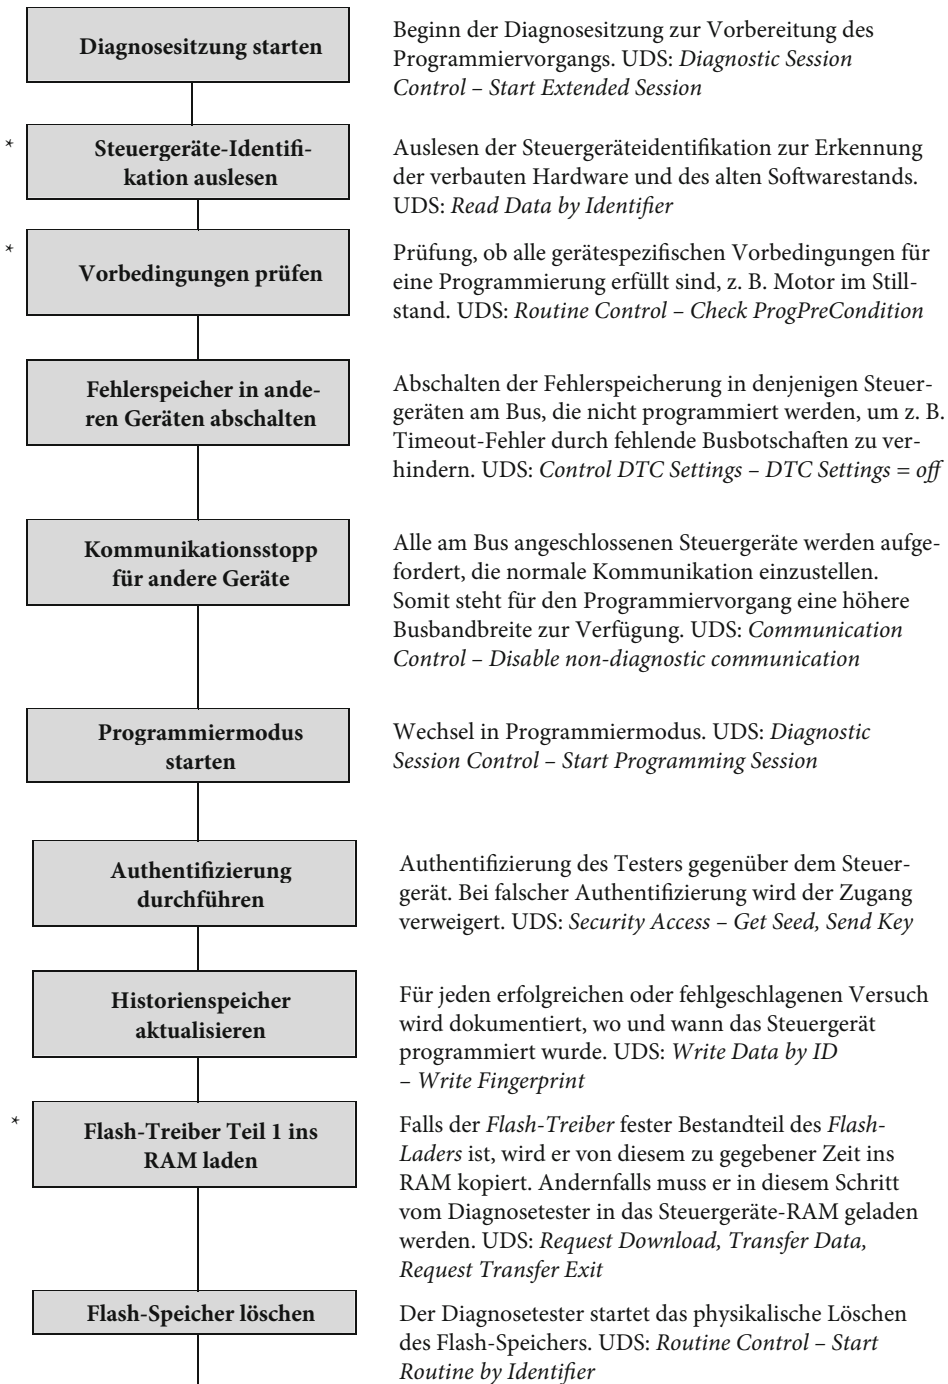 Diagnosesitzung starten
Beginn der Diagnosesitzung zur Vorbereitung des
Programmiervorgangs. UDS: Diagnostic Session
Control – Start Extended Session
*
Steuergeräte-Identifi-
kation auslesen
Auslesen der Steuergeräteidentifikation zur Erkennung
der verbauten Hardware und des alten Softwarestands.
UDS: Read Data by Identifier
*
Vorbedingungen prüfen
Prüfung, ob alle gerätespezifischen Vorbedingungen für
eine Programmierung erfüllt sind, z. B. Motor im Still-
stand. UDS: Routine Control – Check ProgPreCondition
Fehlerspeicher in ande-
ren Geräten abschalten
Abschalten der Fehlerspeicherung in denjenigen Steuer-
geräten am Bus, die nicht programmiert werden, um z. B.
Timeout-Fehler durch fehlende Busbotschaften zu ver-
hindern. UDS: Control DTC Settings – DTC Settings = off
Kommunikationsstopp
für andere Geräte
Alle am Bus angeschlossenen Steuergeräte werden aufge-
fordert, die normale Kommunikation einzustellen.
Somit steht für den Programmiervorgang eine höhere
Busbandbreite zur Verfügung. UDS: Communication
Control – Disable non-diagnostic communication
Programmiermodus
starten
Wechsel in Programmiermodus. UDS: Diagnostic
Session Control – Start Programming Session
Authentifizierung
durchführen
Authentifizierung des Testers gegenüber dem Steuer-
gerät. Bei falscher Authentifizierung wird der Zugang
verweigert. UDS: Security Access – Get Seed, Send Key
Historienspeicher
aktualisieren
Für jeden erfolgreichen oder fehlgeschlagenen Versuch
wird dokumentiert, wo und wann das Steuergerät
programmiert wurde. UDS: Write Data by ID
– Write Fingerprint
*
Flash-Treiber Teil 1 ins
RAM laden
Falls der Flash-Treiber fester Bestandteil des Flash-
Laders ist, wird er von diesem zu gegebener Zeit ins
RAM kopiert. Andernfalls muss er in diesem Schritt
vom Diagnosetester in das Steuergeräte-RAM geladen
werden. UDS: Request Download, Transfer Data,
Request Transfer Exit
Flash-Speicher löschen
Der Diagnosetester startet das physikalische Löschen
des Flash-Speichers. UDS: Routine Control – Start
Routine by Identifier